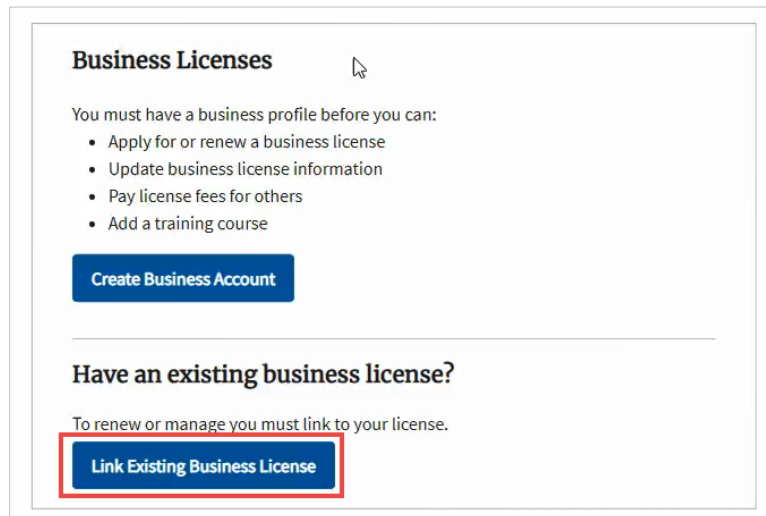 Business Licenses
You must have a business profile before you can:
• Apply for or renew a business license
• Update business license information
• Pay license fees for others
• Add a training course
Create Business Account
Have an existing business license?
To renew or manage you must link to your license.
Link Existing Business License